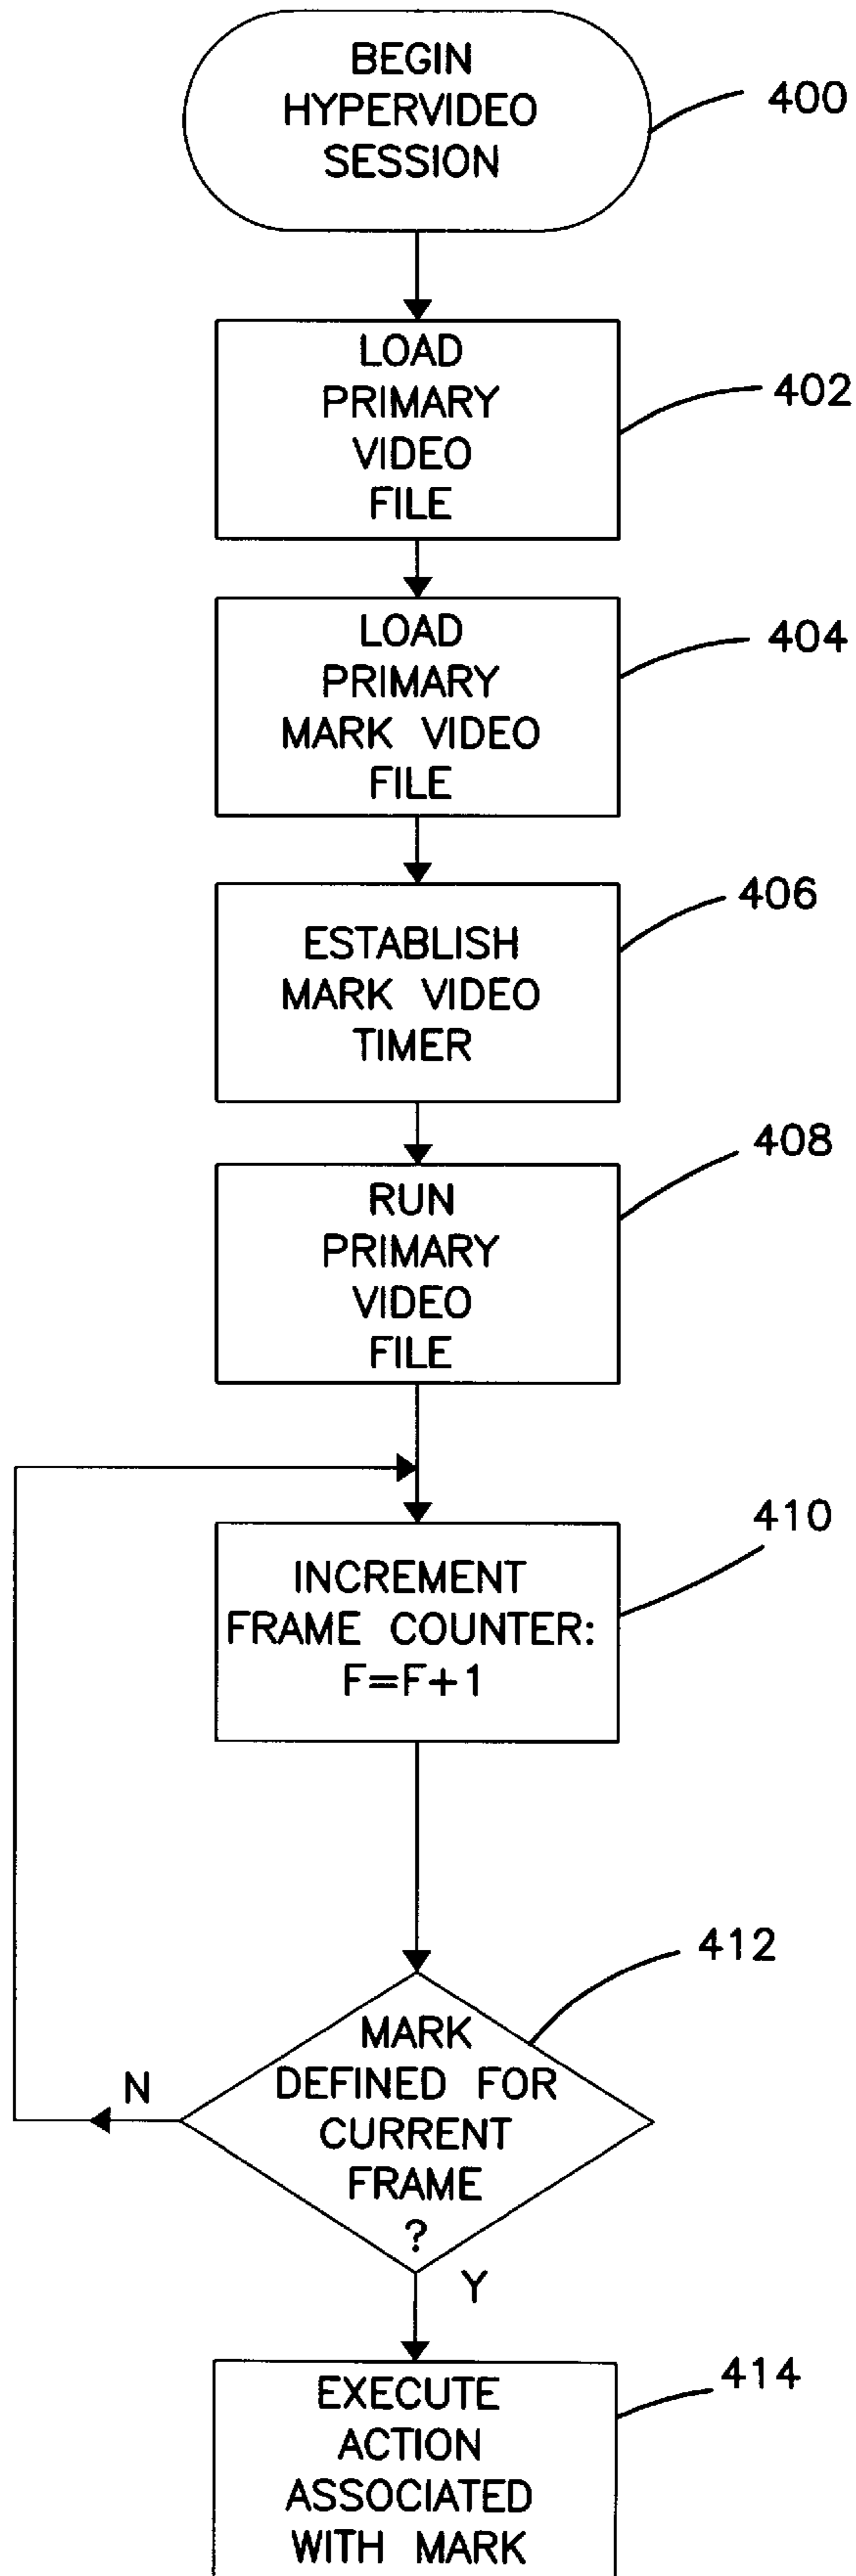 BEGIN
HYPERVIDEO
SESSION
400
LOAD
PRIMARY
VIDEO
FILE
402
LOAD
PRIMARY
MARK VIDEO
FILE
404
ESTABLISH
MARK VIDEO
TIMER
406
RUN
PRIMARY
VIDEO
FILE
408
INCREMENT
FRAME COUNTER:
F=F+1
410
MARK
DEFINED FOR
CURRENT
FRAME
?
412
N
Y
EXECUTE
ACTION
ASSOCIATED
WITH MARK
414